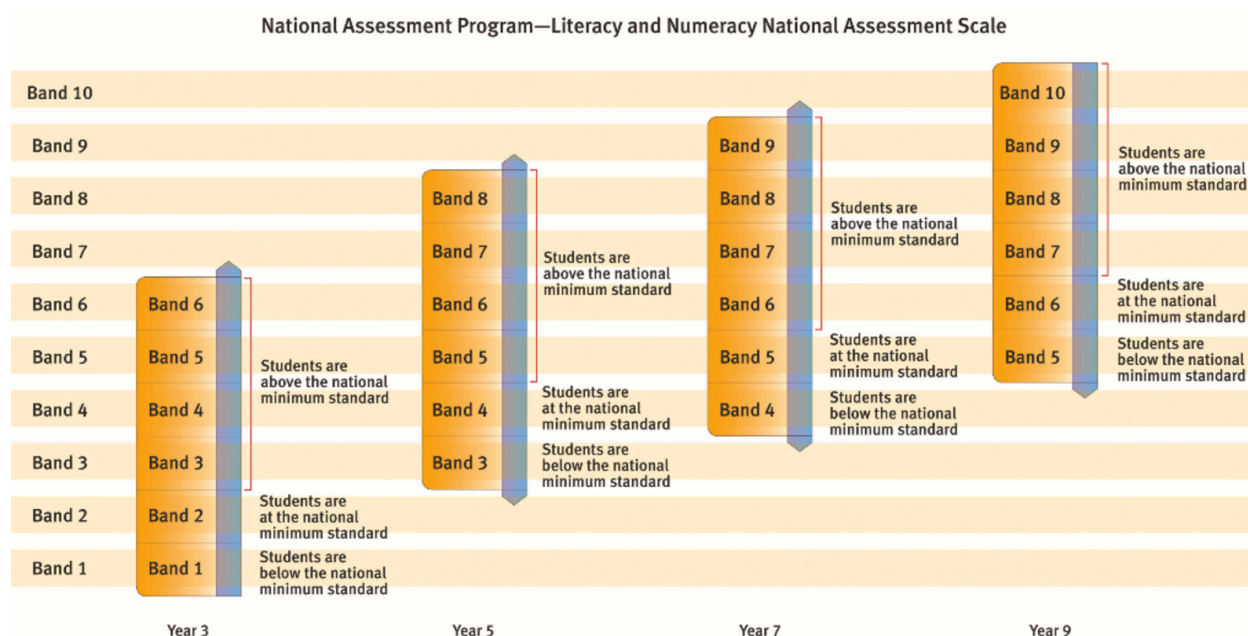 National Assessment Program—Literacy and Numeracy National Assessment Scale
Band 10
Band 9
Band 8
Band 7
Band 6
Band 5
Band 4
Band 3
Band 2
Band 1
Band 6
Band 5
Band 4
Band 3
Band 2
Band 1
Students are
above the national
minimum standard
Students are
at the national
minimum standard
Students are
below the national
minimum standard
Year 3
Band 8
Band 7
Band 6
Band 5
Band 4
Band 3
Students are
above the national
minimum standard
Students are
at the national
minimum standard
Students are
below the national
minimum standard
Year 5
Band 9
Band 8
Band 7
Band 6
Band 5
Band 4
Students are
above the national
minimum standard
Students are
at the national
minimum standard
Students are
below the national
minimum standard
Year 7
Band 10
Band 9
Band 8
Band 7
Band 6
Band 5
Students are
above the national
minimum standard
Students are
at the national
minimum standard
Students are
below the national
minimum standard
Year 9